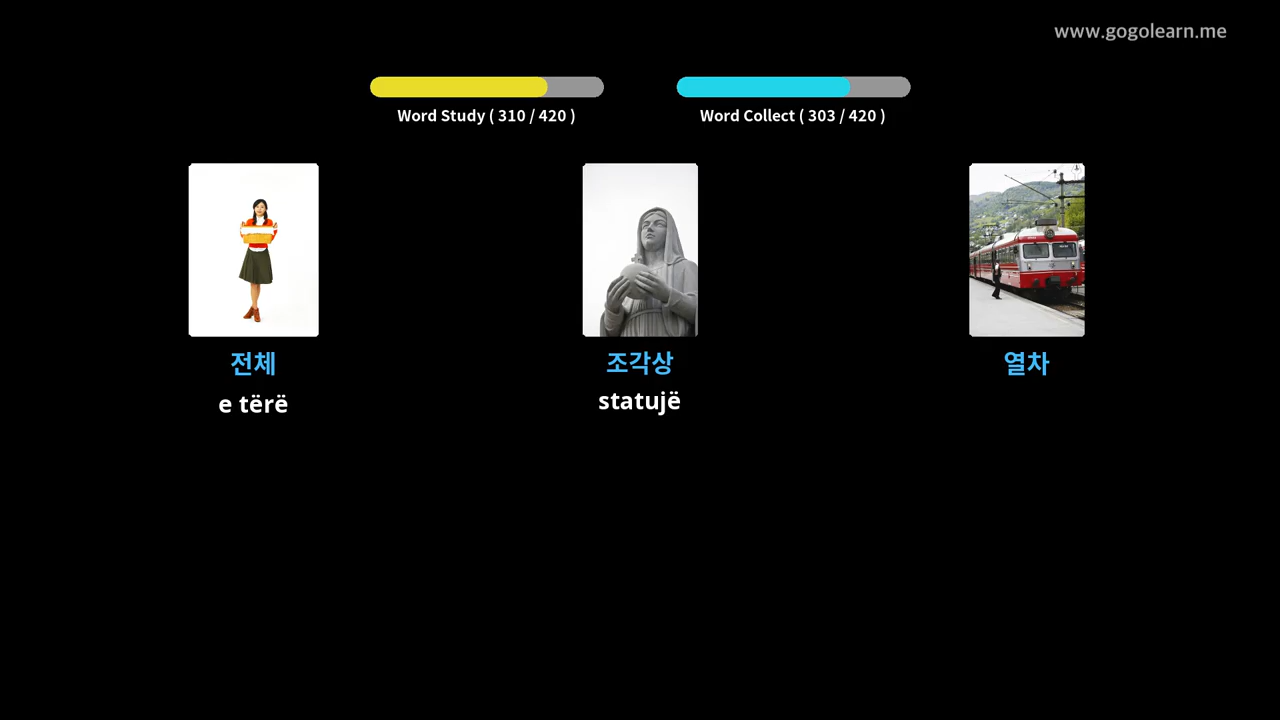 www.gogolearn.me
Word Study ( 310 / 420 )
Word Collect ( 303 / 420 )
전체
e tërë
조각상
statujë
열차